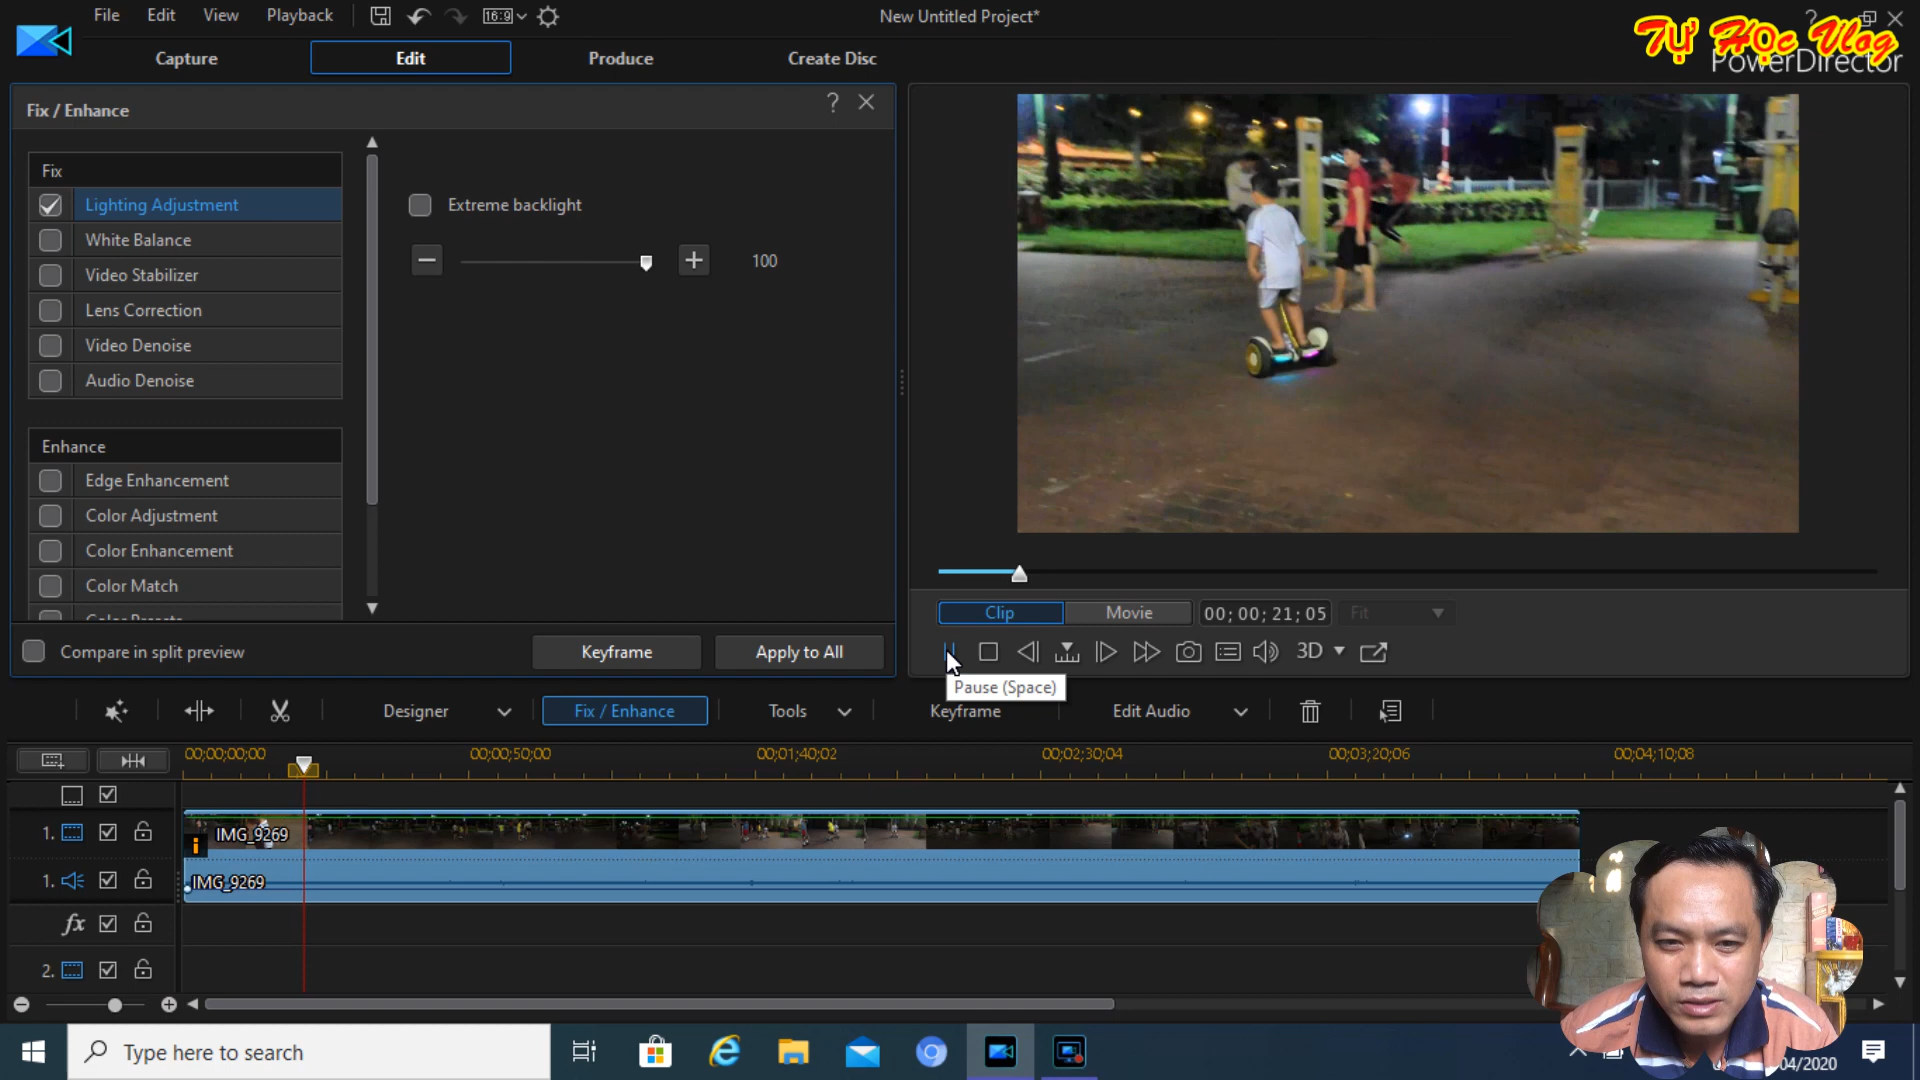 File Edit View Playback 16:9 New Untitled Project* ?
Tự Học Vlog
PowerDirector
Capture Edit Produce Create Disc
Fix / Enhance ?
Fix
Lighting Adjustment
White Balance
Video Stabilizer
Lens Correction
Video Denoise
Audio Denoise
Extreme backlight
100
Enhance
Edge Enhancement
Color Adjustment
Color Enhancement
Color Match
Compare in split preview Keyframe Apply to All
Clip Movie 00; 00; 21; 05 Fit
3D
Pause (Space)
Designer Fix / Enhance Tools Keyframe Edit Audio
00;00;00;00 00;00;50;00 00;01;40;02 00;02;30;04 00;03;20;06 00;04;10;08
1. IMG_9269
1. IMG_9269
fx
2.
Type here to search
04/2020